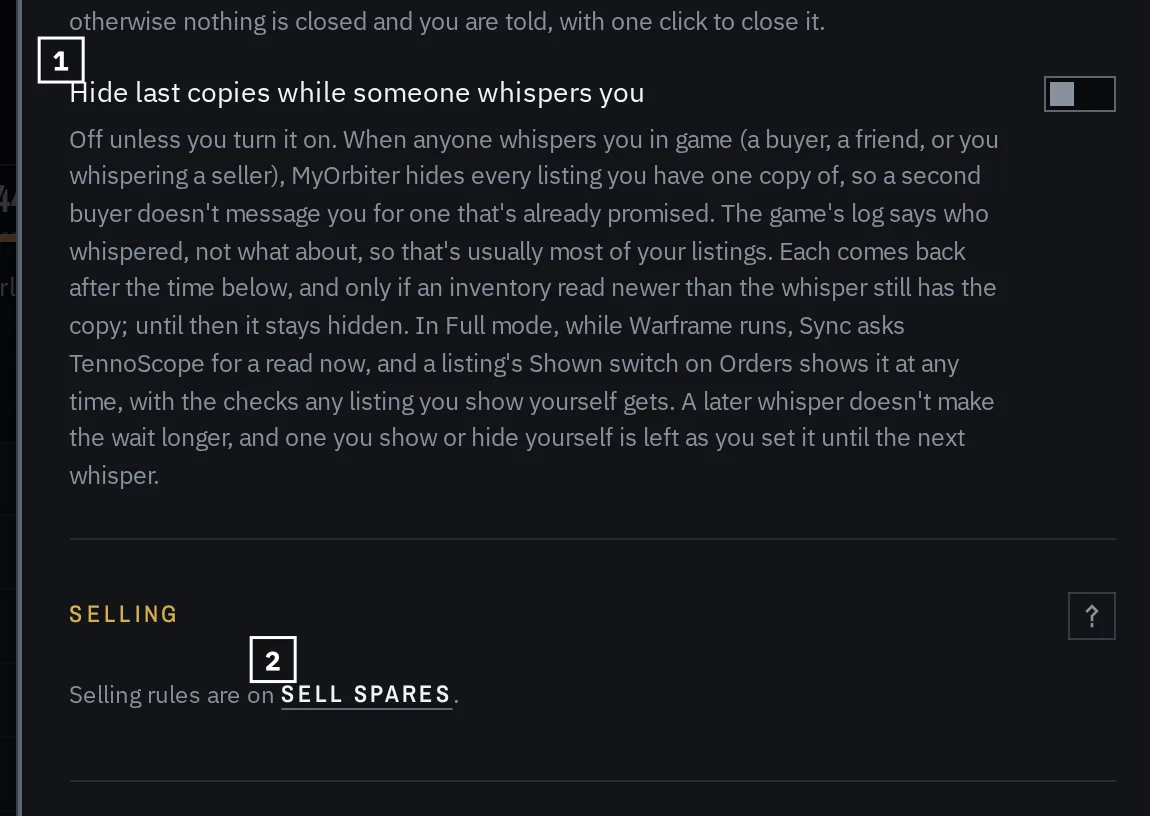 otherwise nothing is closed and you are told, with one click to close it.
1
Hide last copies while someone whispers you
Off unless you turn it on. When anyone whispers you in game (a buyer, a friend, or you
whispering a seller), MyOrbiter hides every listing you have one copy of, so a second
buyer doesn't message you for one that's already promised. The game's log says who
whispered, not what about, so that's usually most of your listings. Each comes back
after the time below, and only if an inventory read newer than the whisper still has the
copy; until then it stays hidden. In Full mode, while Warframe runs, Sync asks
TennoScope for a read now, and a listing's Shown switch on Orders shows it at any
time, with the checks any listing you show yourself gets. A later whisper doesn't make
the wait longer, and one you show or hide yourself is left as you set it until the next
whisper.
SELLING
?
2
Selling rules are on SELL SPARES.